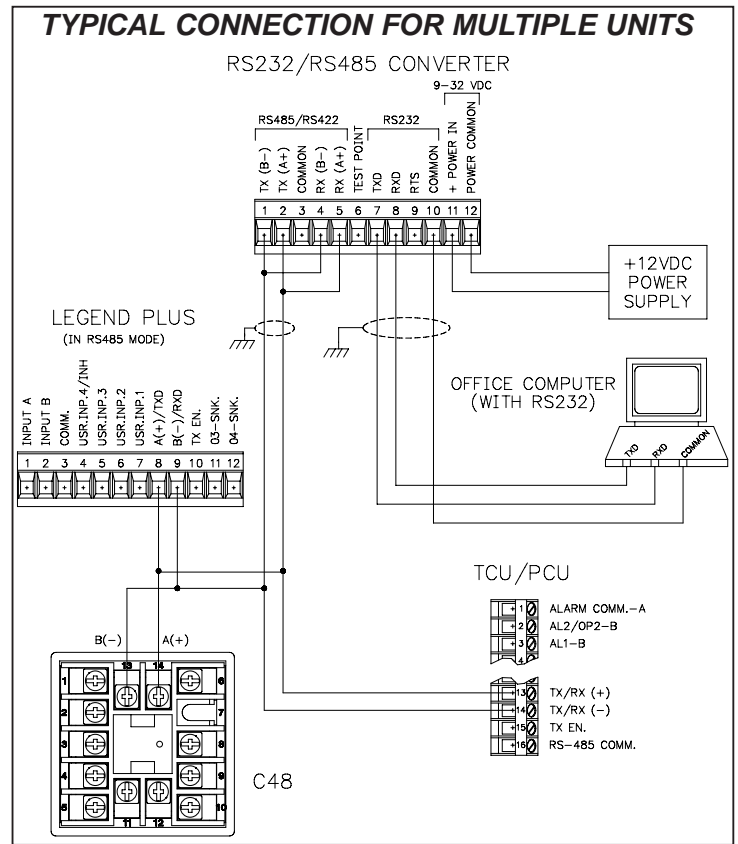 TYPICAL CONNECTION FOR MULTIPLE UNITS
RS232/RS485 CONVERTER
9-32 VDC
RS485/RS422
RS232
TX (B-)
TX (A+)
COMMON
RX (B-)
RX (A+)
TEST POINT
TXD
RXD
RTS
COMMON
+ POWER IN
POWER COMMON
1 2 3 4 5 6 7 8 9 10 11 12
+12VDC
POWER
SUPPLY
LEGEND PLUS
(IN RS485 MODE)
INPUT A
INPUT B
COMM.
USR.INP.4/INH
USR.INP.3
USR.INP.2
USR.INP.1
A(+)/TXD
B(-)/RXD
TX EN.
03-SNK.
04-SNK.
1 2 3 4 5 6 7 8 9 10 11 12
OFFICE COMPUTER
(WITH RS232)
TXD
RXD
COMMON
TCU/PCU
1 ALARM COMM.-A
2 AL2/OP2-B
3 AL1-B
4
13 TX/RX (+)
14 TX/RX (-)
15 TX EN.
16 RS-485 COMM.
B(-) A(+)
13 14
1 6
2 7
3 8
4 9
5 10
11 12
C48